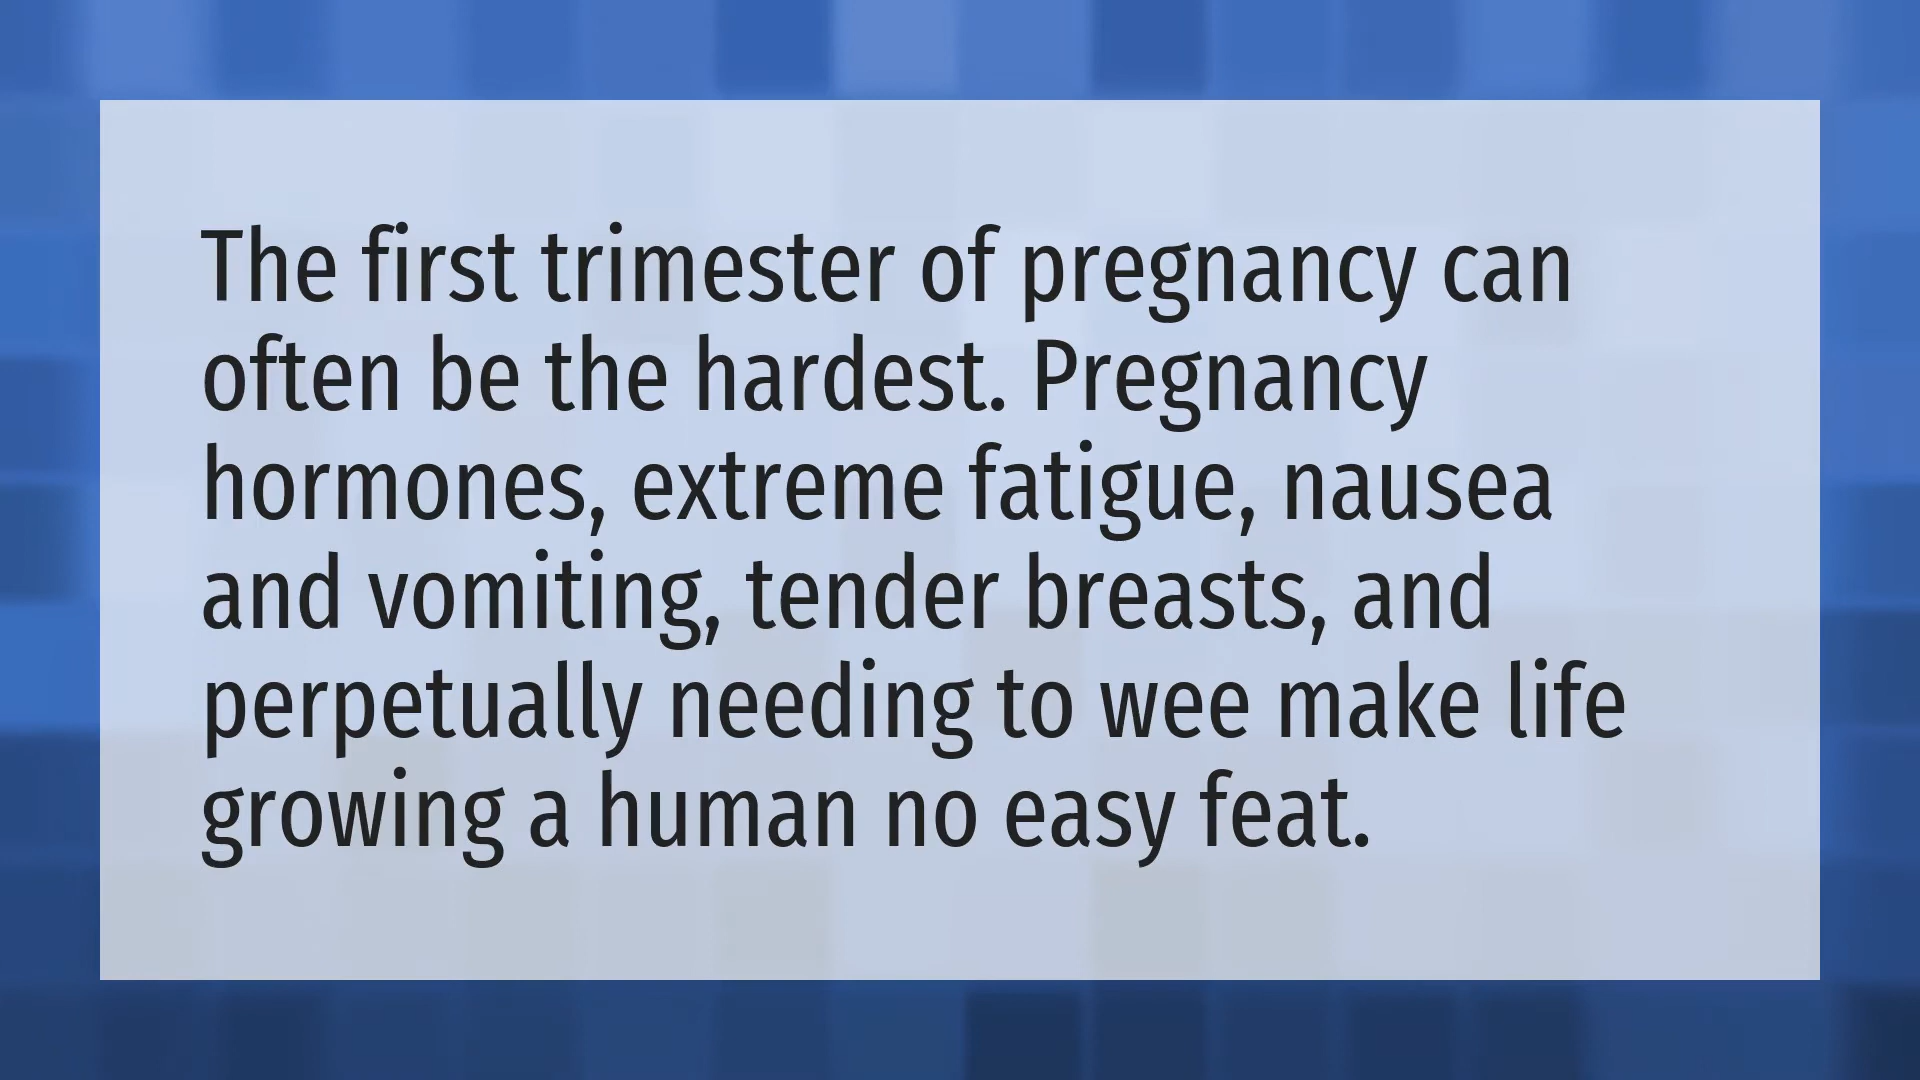 The first trimester of pregnancy can
often be the hardest. Pregnancy
hormones, extreme fatigue, nausea
and vomiting, tender breasts, and
perpetually needing to wee make life
growing a human no easy feat.